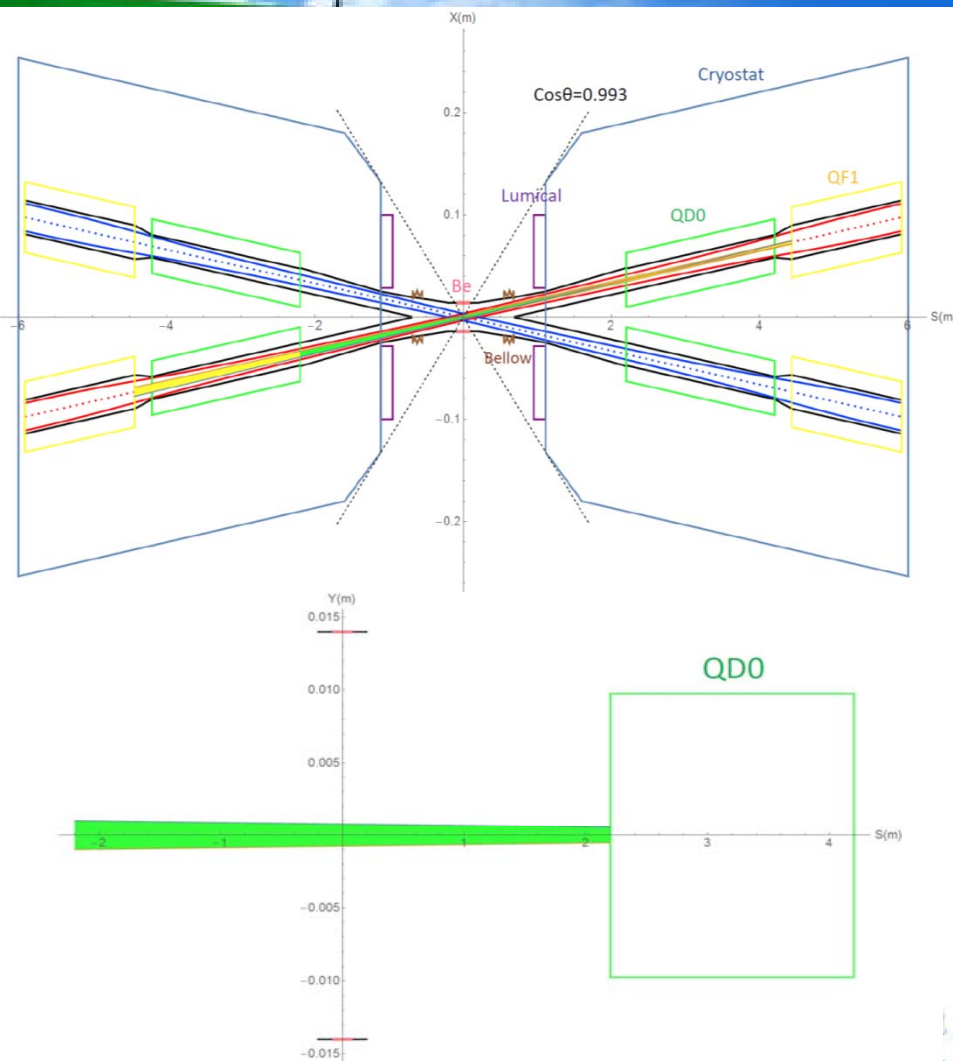 X(m)
Cryostat
Cosθ=0.993
0.2
QF1
Lumical
0.1
QD0
Be
-6
-4
-2
2
4
6
S(m
Bellow
-0.1
-0.2
Y(m)
0.015
QD0
0.010
0.005
-2
-1
1
2
3
4
S(m)
-0.005
-0.010
-0.015